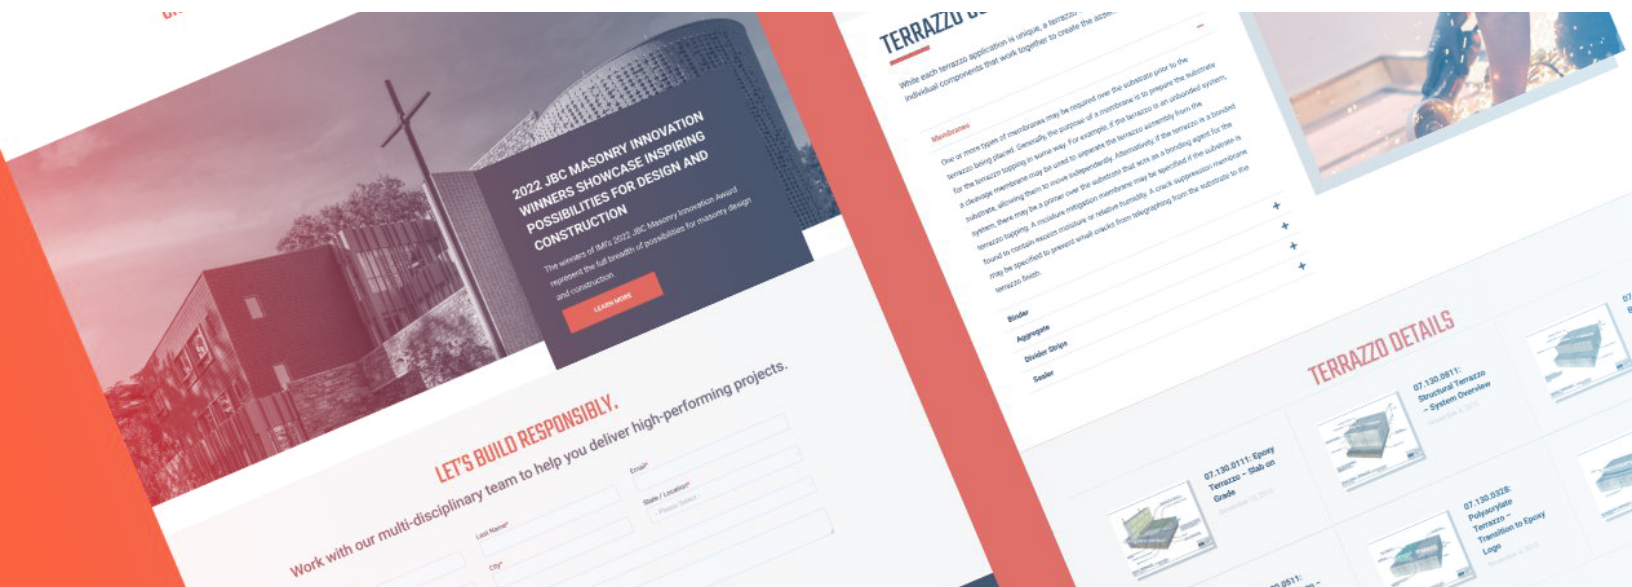 2022 JBC MASONRY INNOVATION
WINNERS SHOWCASE INSPIRING
POSSIBILITIES FOR DESIGN AND
CONSTRUCTION
The winners of IMI's 2022 JBC Masonry Innovation Award
represent the full breadth of possibilities for masonry design
and construction.
LEARN MORE
LET'S BUILD RESPONSIBLY.
Work with our multi-disciplinary team to help you deliver high-performing projects.
Last Name*
Email*
City*
State / Location*
- Please Select -
TERRAZZO
While each terrazzo application is unique, a terrazzo
individual components that work together to create the
Membranes
One or more types of membranes may be required over the substrate prior to the
terrazzo being placed. Generally, the purpose of a membrane is to prepare the substrate
for the terrazzo topping in some way. For example, if the terrazzo is an unbonded system,
a cleavage membrane may be used to separate the terrazzo assembly from the
substrate, allowing them to move independently. Alternatively, if the terrazzo is a bonded
system, there may be a primer over the substrate that acts as a bonding agent for the
terrazzo topping. A moisture mitigation membrane may be specified if the substrate is
found to contain excess moisture or relative humidity. A crack suppression membrane
may be specified to prevent small cracks from telegraphing from the substrate to the
terrazzo finish.
Binder
Aggregate
Divider Strips
Sealer
TERRAZZO DETAILS
07.130.0111: Epoxy
Terrazzo – Slab on
Grade
07.130.0811:
Structural Terrazzo
– System Overview
07.130.0328:
Polyacrylate
Terrazzo –
Transition to Epoxy
Logo